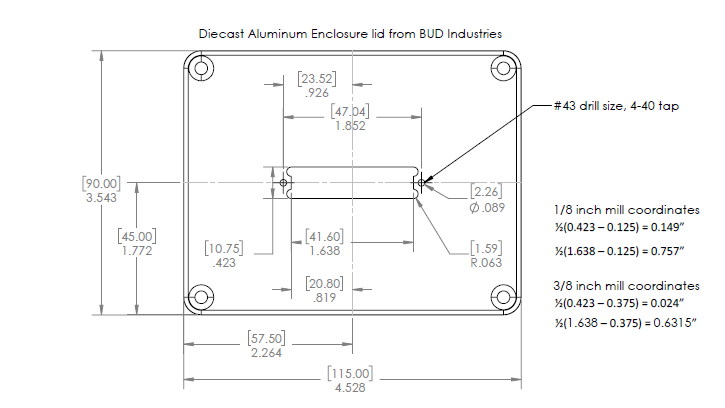 Diecast Aluminum Enclosure lid from BUD Industries
[23.52]
.926
[47.04]
1.852
#43 drill size, 4-40 tap
[90.00]
3.543
[2.26]
Ø.089
[45.00]
1.772
[10.75]
.423
[41.60]
1.638
[1.59]
R.063
[20.80]
.819
[57.50]
2.264
[115.00]
4.528
1/8 inch mill coordinates
½(0.423 – 0.125) = 0.149"
½(1.638 – 0.125) = 0.757"
3/8 inch mill coordinates
½(0.423 – 0.375) = 0.024"
½(1.638 – 0.375) = 0.6315"